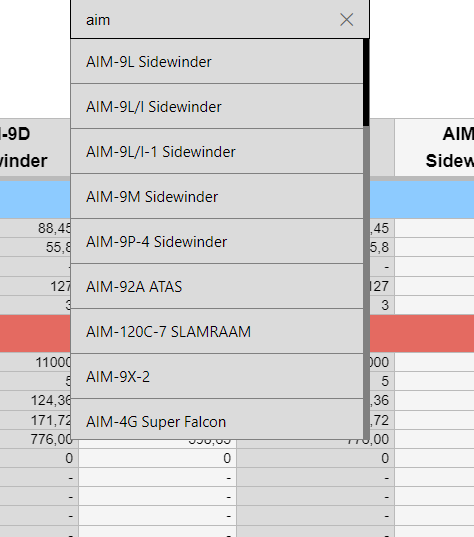 aim
AIM-9L Sidewinder
AIM-9L/I Sidewinder
AIM-9L/I-1 Sidewinder
AIM-9M Sidewinder
AIM-9P-4 Sidewinder
AIM-92A ATAS
AIM-120C-7 SLAMRAAM
AIM-9X-2
AIM-4G Super Falcon
-9D AIM
winder Sidew
88,45 ,45
55,8 5,8
- -
127 127
3 3
11000 000
5 5
124,36 ,36
171,72 ,72
776,00 776,00
0 0 0
- - -
- - -
- - -
- - -